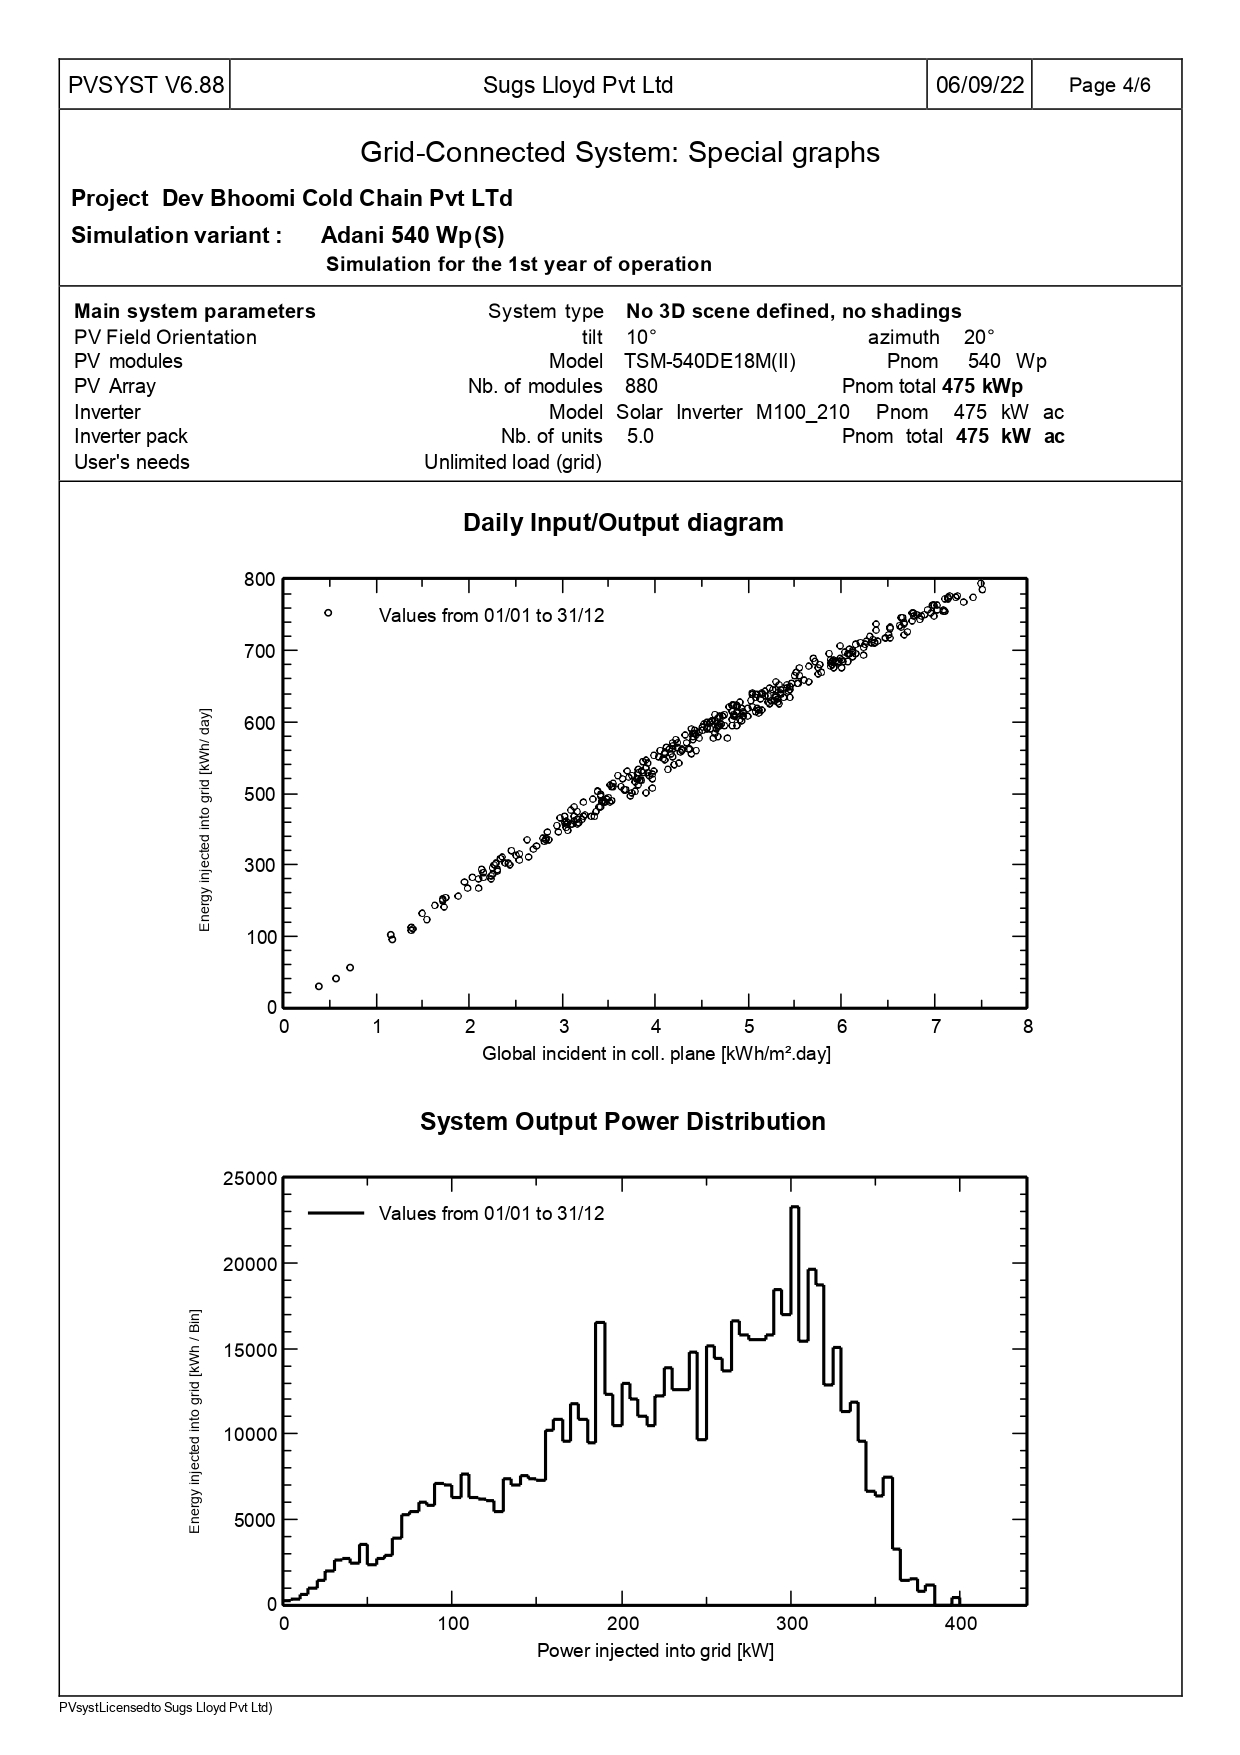 PVSYST V6.88 Sugs Lloyd Pvt Ltd 06/09/22 Page 4/6
Grid-Connected System: Special graphs
Project Dev Bhoomi Cold Chain Pvt LTd
Simulation variant : Adani 540 Wp(S)
Simulation for the 1st year of operation
Main system parameters System type No 3D scene defined, no shadings
PV Field Orientation tilt 10° azimuth 20°
PV modules Model TSM-540DE18M(II) Pnom 540 Wp
PV Array Nb. of modules 880 Pnom total 475 kWp
Inverter Model Solar Inverter M100_210 Pnom 475 kW ac
Inverter pack Nb. of units 5.0 Pnom total 475 kW ac
User's needs Unlimited load (grid)
Daily Input/Output diagram
800
Values from 01/01 to 31/12
700
600
500
300
100
0
Energy injected into grid [kWh/ day]
0 1 2 3 4 5 6 7 8
Global incident in coll. plane [kWh/m².day]
System Output Power Distribution
25000
Values from 01/01 to 31/12
20000
15000
10000
5000
0
Energy injected into grid [kWh / Bin]
0 100 200 300 400
Power injected into grid [kW]
PVsystLicensedto Sugs Lloyd Pvt Ltd)